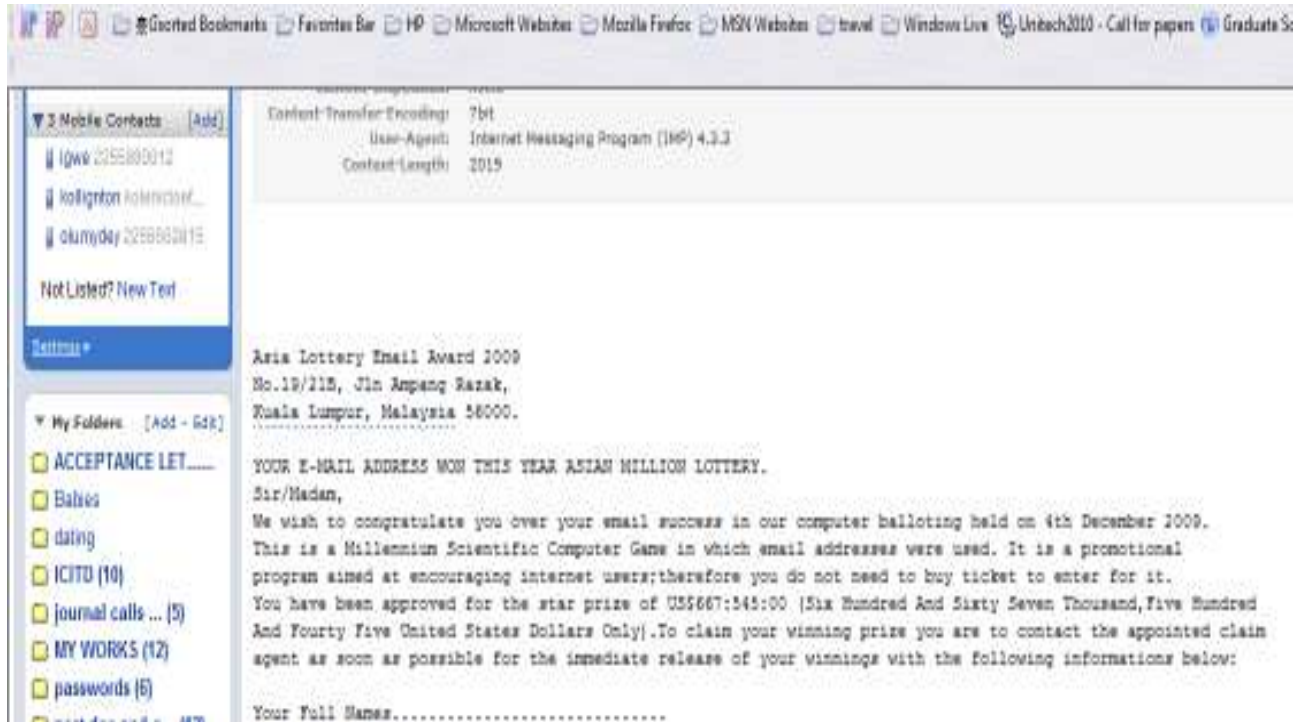 Gsorted Bookmarks Favorites Bar HP Microsoft Websites Mozilla Firefox MSN Websites travel Windows Live Unitech2010 - Call for papers Graduate Sc
3 Mobile Contacts [Add]
igwe
kollignton
olumyday
Not Listed? New Text
Settings
My Folders [Add - Edit]
ACCEPTANCE LET......
Babies
dating
ICITD (10)
journal calls ... (5)
MY WORKS (12)
passwords (6)
Content-Transfer-Encoding: 7bit
User-Agent: Internet Messaging Program (IMP)
Content-Length: 2019
Asia Lottery Email Award 2009
No.19/21B, Jln Ampang Razak,
Kuala Lumpur, Malaysia 58000.
YOUR E-MAIL ADDRESS WON THIS YEAR ASIAN MILLION LOTTERY.
Sir/Madam,
We wish to congratulate you over your email success in our computer balloting held on 4th December 2009.
This is a Millennium Scientific Computer Game in which email addresses were used. It is a promotional
program aimed at encouraging internet users;therefore you do not need to buy ticket to enter for it.
You have been approved for the star prize of US$667:545:00 (Six Hundred And Sixty Seven Thousand,Five Hundred
And Fourty Five United States Dollars Only).To claim your winning prize you are to contact the appointed claim
agent as soon as possible for the immediate release of your winnings with the following informations below:
Your Full Names..............................